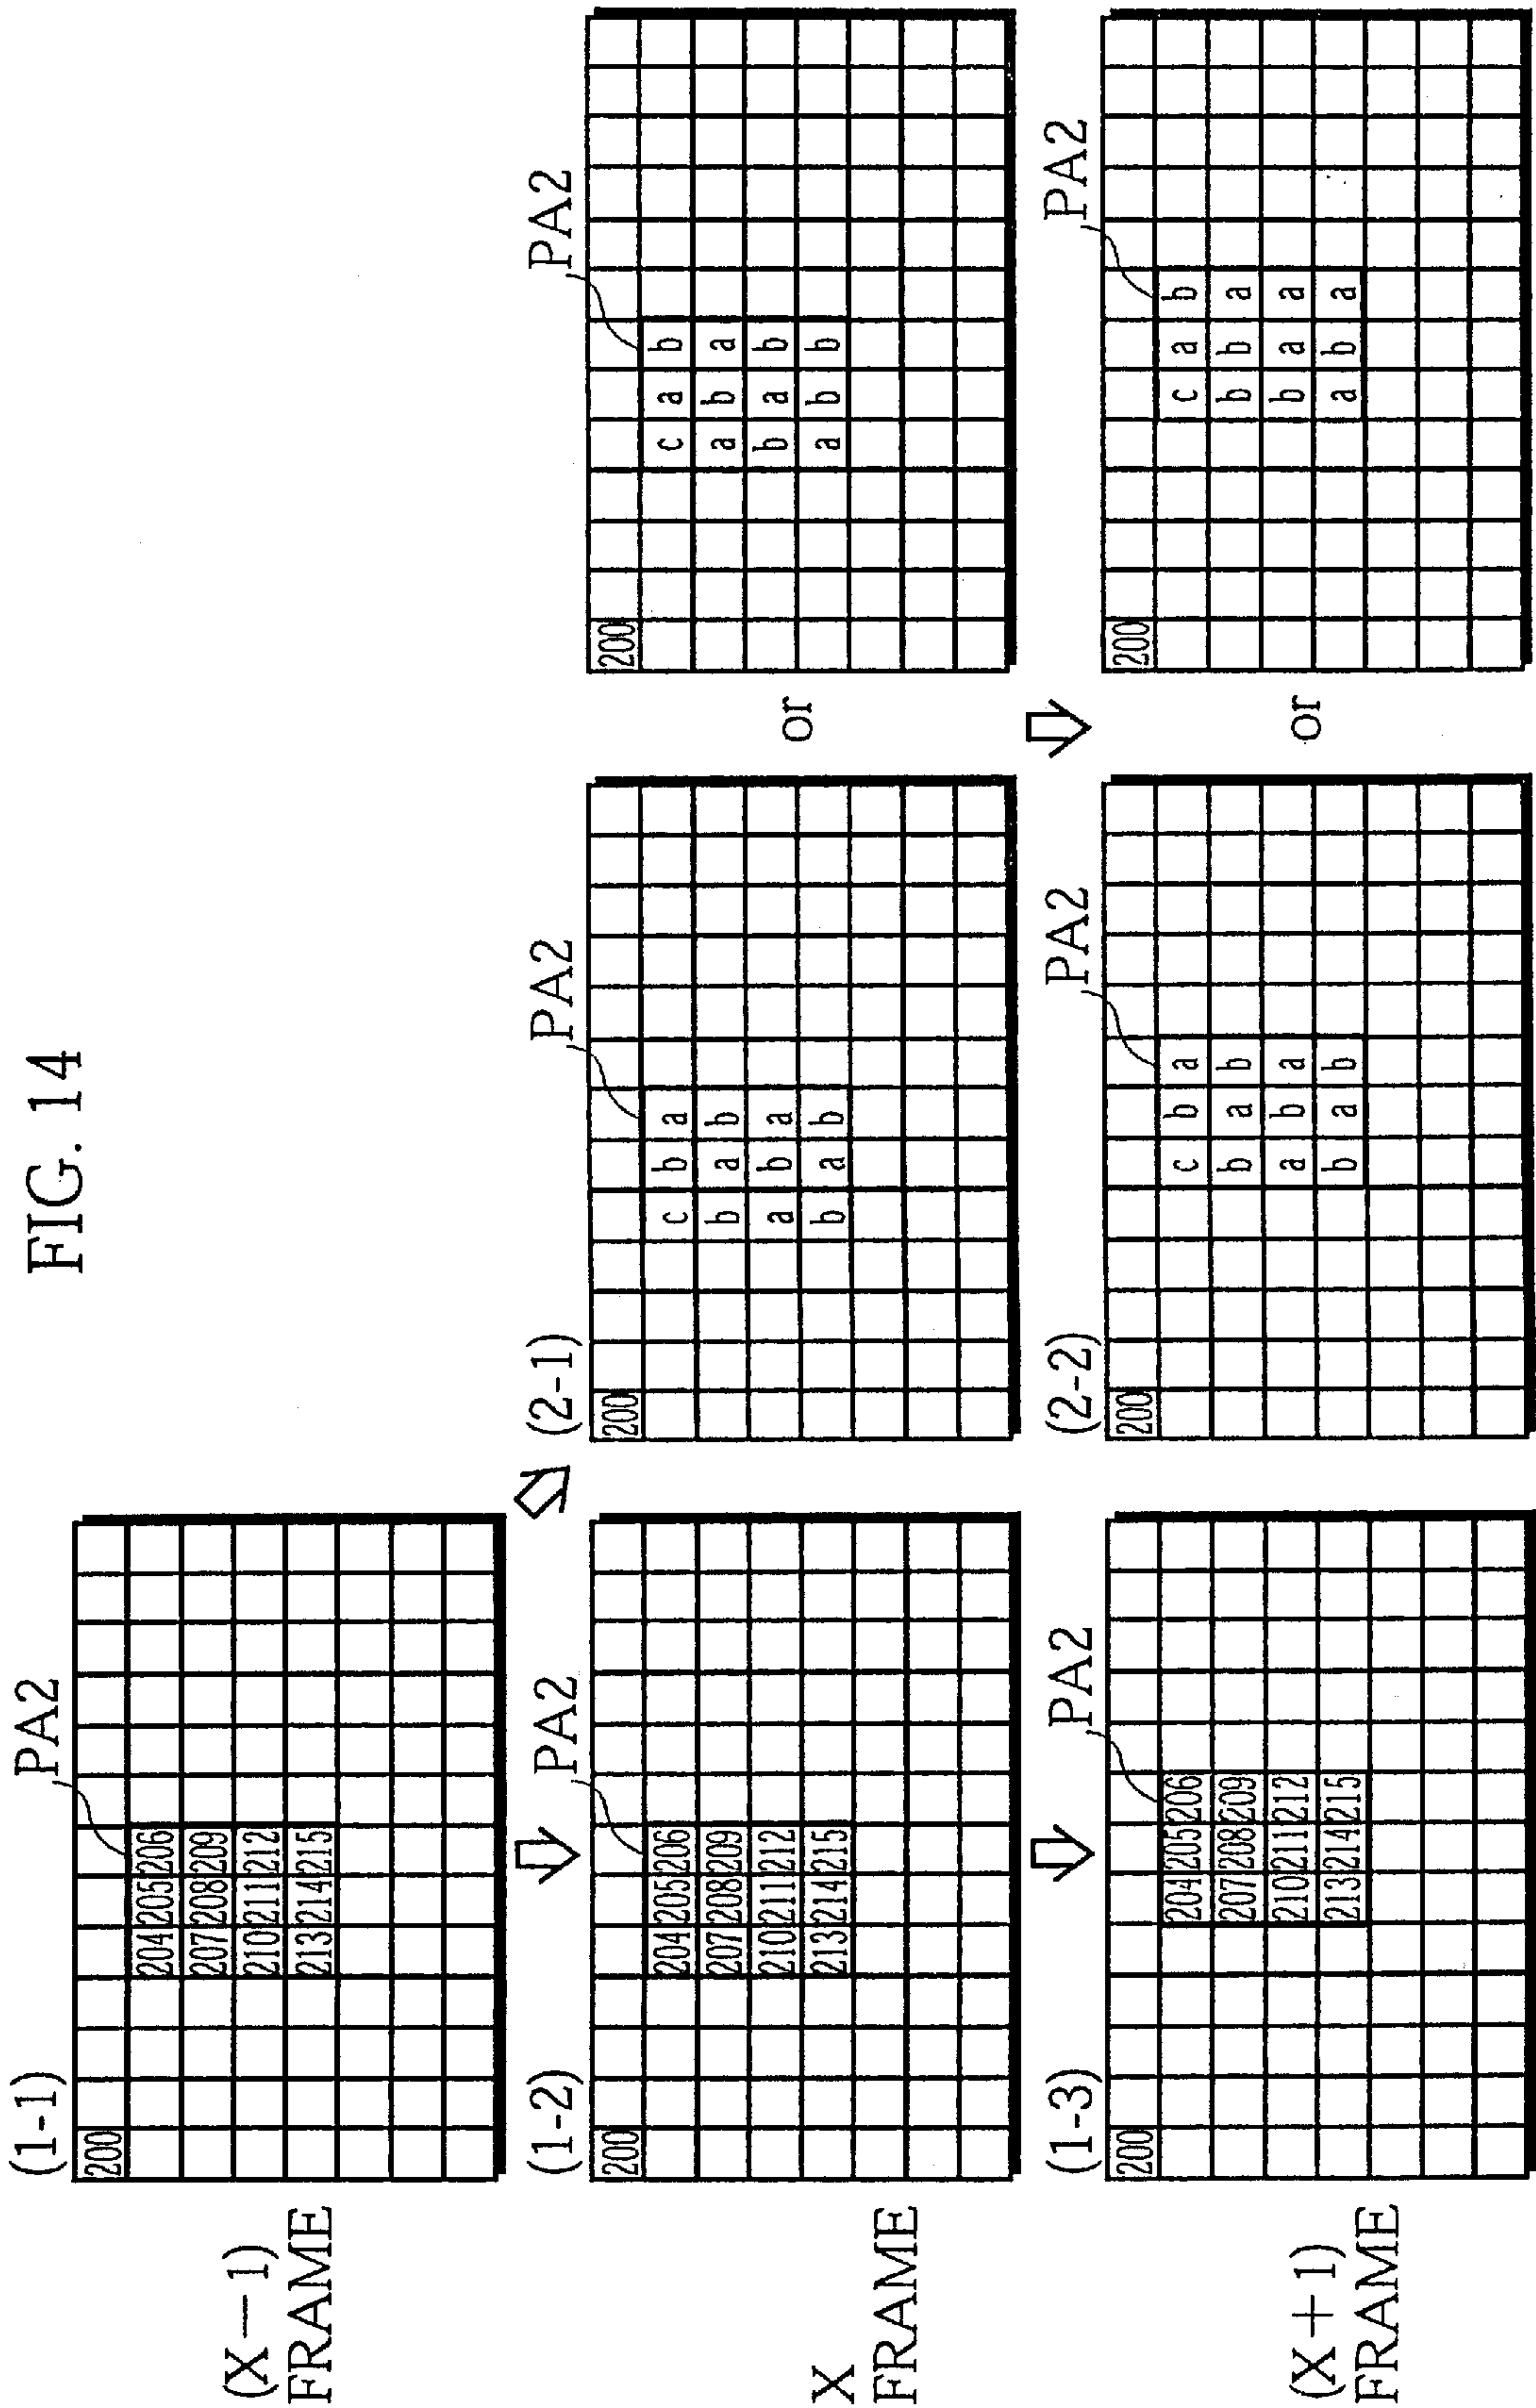 FIG. 14
(1-1) PA2
200
204 205 206
(X−1)
207 208 209
FRAME
210 211 212
213 214 215
(1-2) PA2
200
204 205 206
207 208 209
210 211 212
213 214 215
X
FRAME
(2-1) PA2
200
c b a
b a b
a b a
b a b
or
PA2
200
c a b
a b a
b a b
a b b
(1-3) PA2
200
204 205 206
207 208 209
210 211 212
213 214 215
(X+1)
FRAME
(2-2) PA2
200
c b a
b a b
a b a
b a b
or
PA2
200
c a b
b b a
b a a
a b a